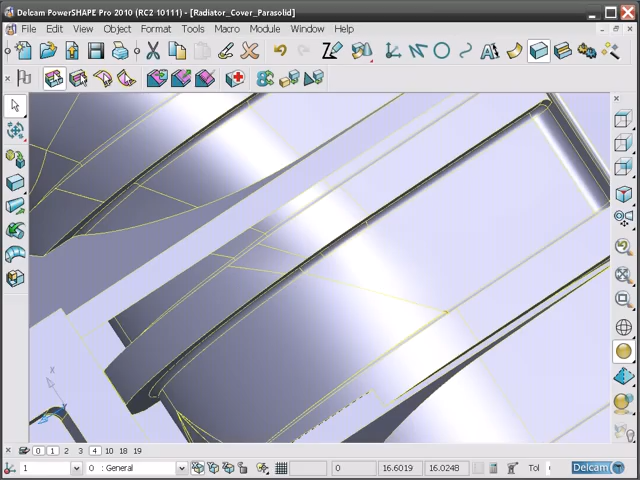 Delcam PowerSHAPE Pro 2010 (RC2 10111) - [Radiator_Cover_Parasolid]
File Edit View Insert Object Format Tools Macro Module Window Help
X
0 1 2 3 4 10 18 19
1 0 : General 0 16.6019 16.0248 Tol Delcam